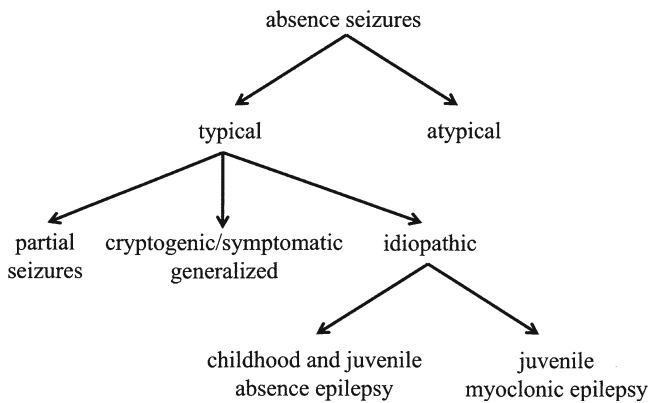 absence seizures
typical
atypical
partial
seizures
cryptogenic/symptomatic
generalized
idiopathic
childhood and juvenile
absence epilepsy
juvenile
myoclonic epilepsy